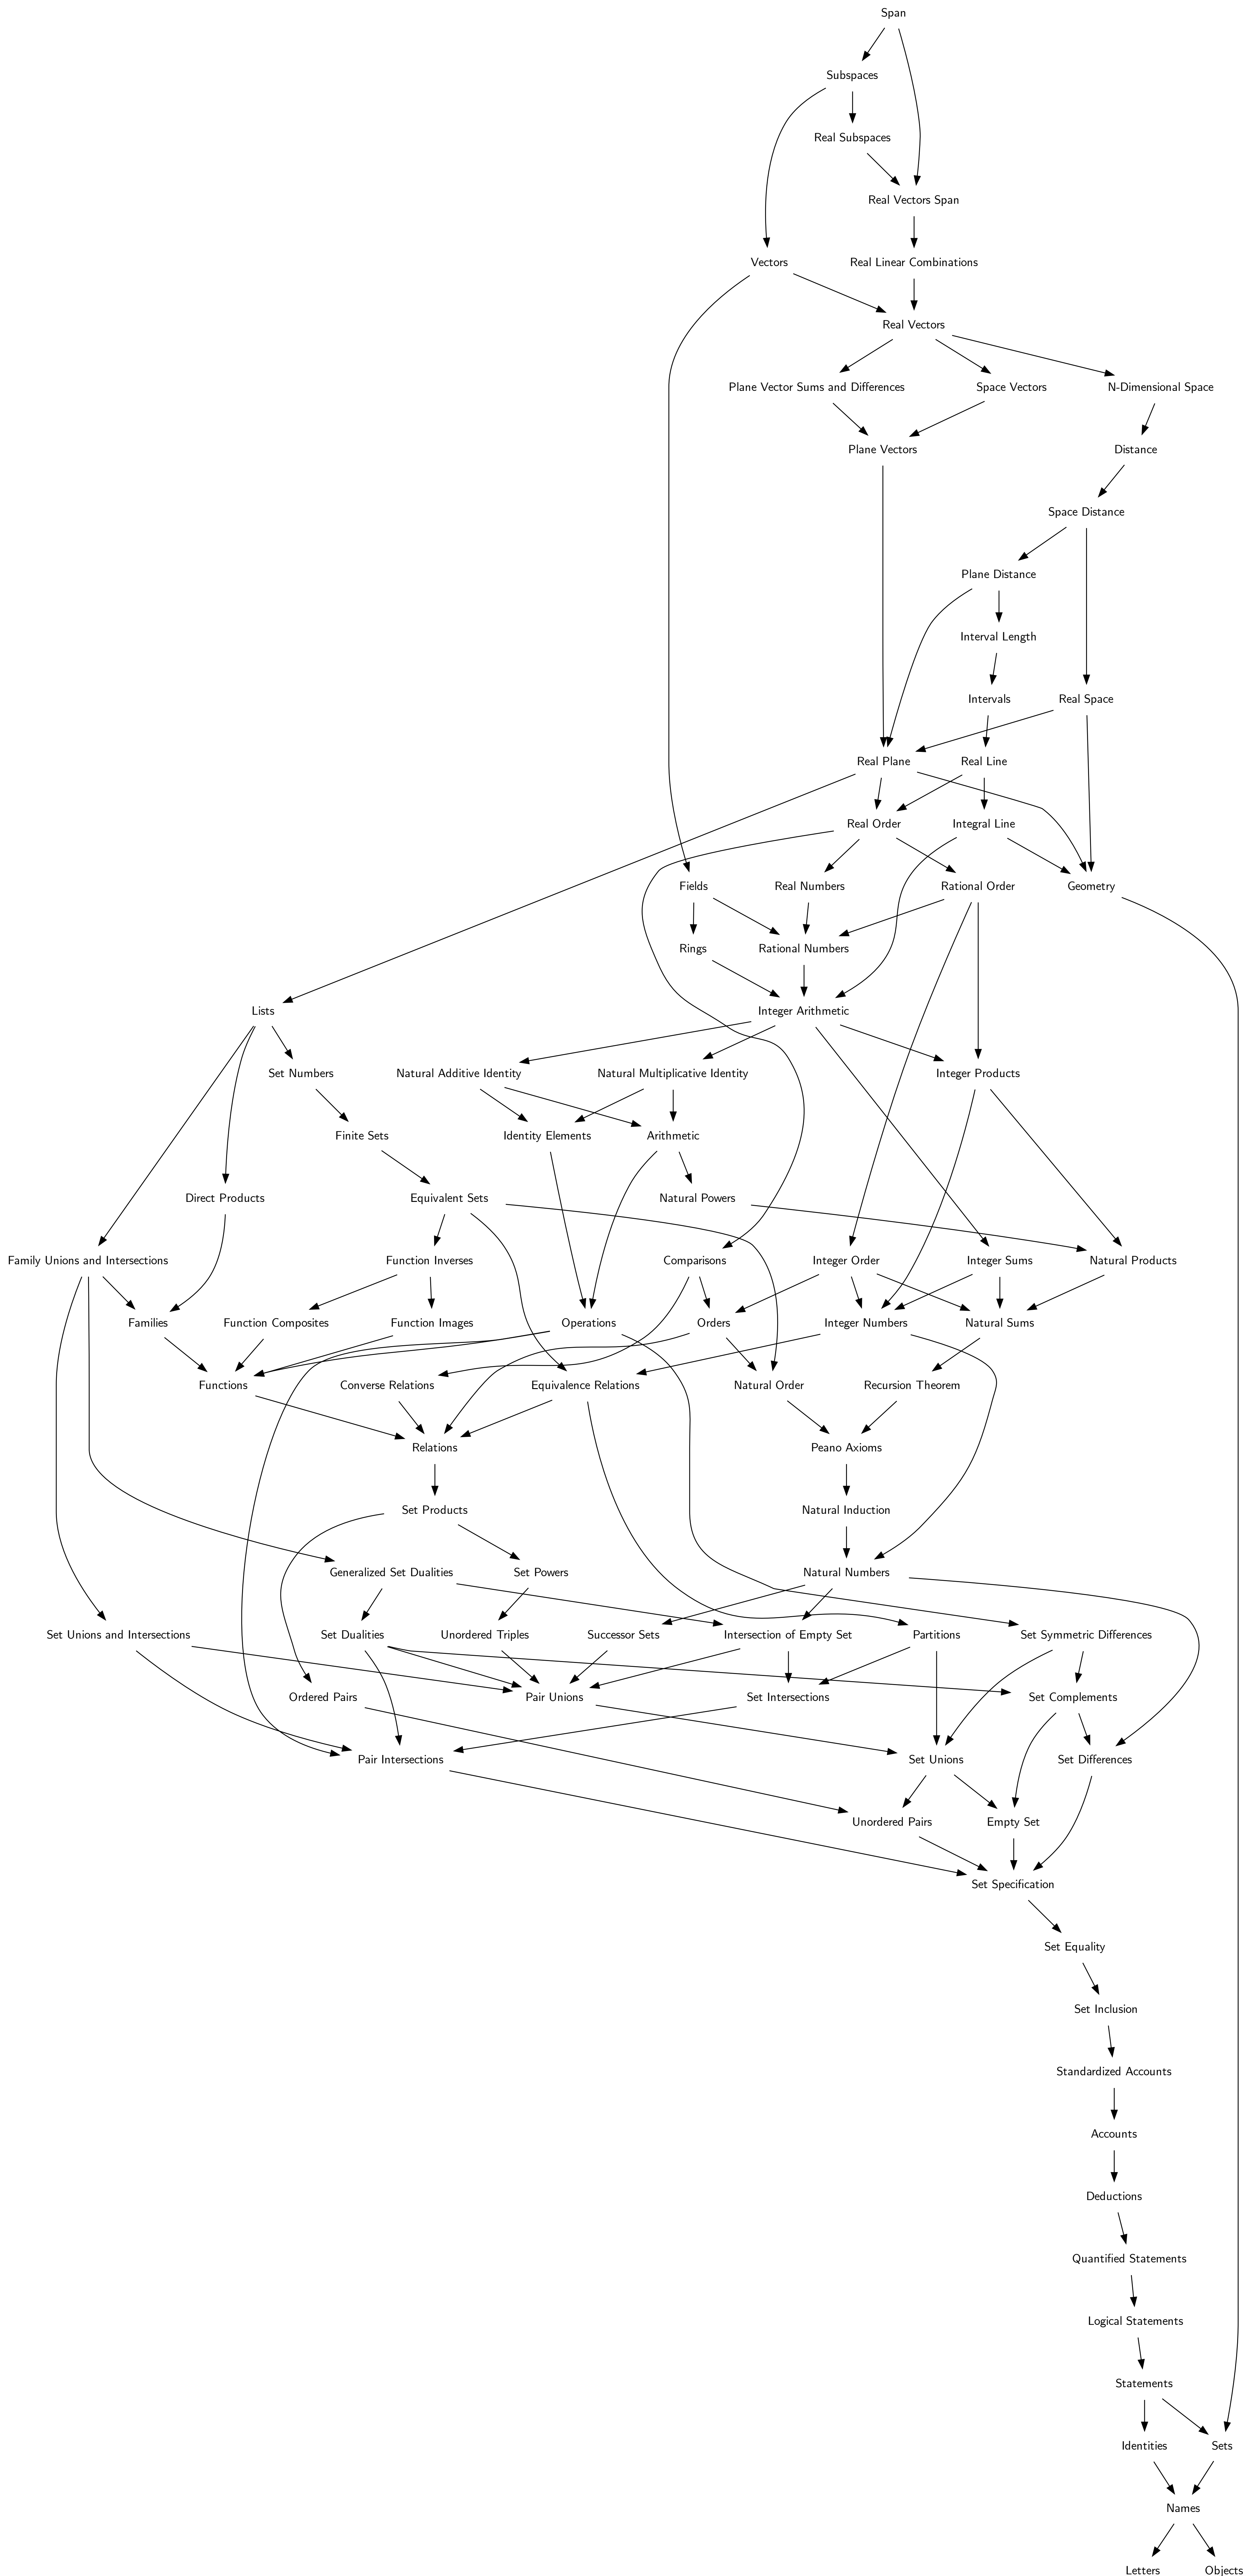 Span
Subspaces
Real Subspaces
Real Vectors Span
Vectors
Real Linear Combinations
Real Vectors
Plane Vector Sums and Differences
Space Vectors
N-Dimensional Space
Plane Vectors
Distance
Space Distance
Plane Distance
Interval Length
Intervals
Real Space
Real Plane
Real Line
Real Order
Integral Line
Fields
Real Numbers
Rational Order
Geometry
Rings
Rational Numbers
Lists
Integer Arithmetic
Set Numbers
Natural Additive Identity
Natural Multiplicative Identity
Integer Products
Finite Sets
Identity Elements
Arithmetic
Direct Products
Equivalent Sets
Natural Powers
Family Unions and Intersections
Function Inverses
Comparisons
Integer Order
Integer Sums
Natural Products
Families
Function Composites
Function Images
Operations
Orders
Integer Numbers
Natural Sums
Functions
Converse Relations
Equivalence Relations
Natural Order
Recursion Theorem
Relations
Peano Axioms
Set Products
Natural Induction
Generalized Set Dualities
Set Powers
Natural Numbers
Set Unions and Intersections
Set Dualities
Unordered Triples
Successor Sets
Intersection of Empty Set
Partitions
Set Symmetric Differences
Ordered Pairs
Pair Unions
Set Intersections
Set Complements
Pair Intersections
Set Unions
Set Differences
Unordered Pairs
Empty Set
Set Specification
Set Equality
Set Inclusion
Standardized Accounts
Accounts
Deductions
Quantified Statements
Logical Statements
Statements
Identities
Sets
Names
Letters
Objects